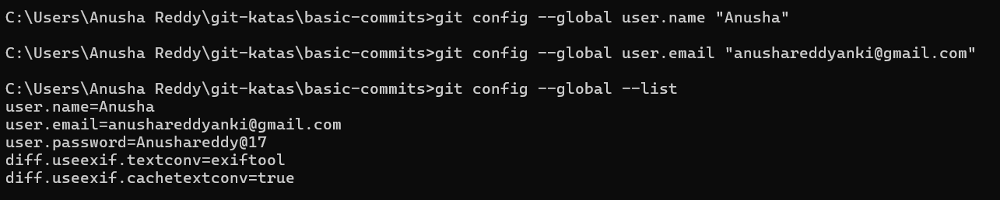 C:\Users\Anusha Reddy\git-katas\basic-commits>git config --global user.name "Anusha"
C:\Users\Anusha Reddy\git-katas\basic-commits>git config --global user.email "anushareddyanki@gmail.com"
C:\Users\Anusha Reddy\git-katas\basic-commits>git config --global --list
user.name=Anusha
user.email=anushareddyanki@gmail.com
user.password=Anushareddy@17
diff.useexif.textconv=exiftool
diff.useexif.cachetextconv=true